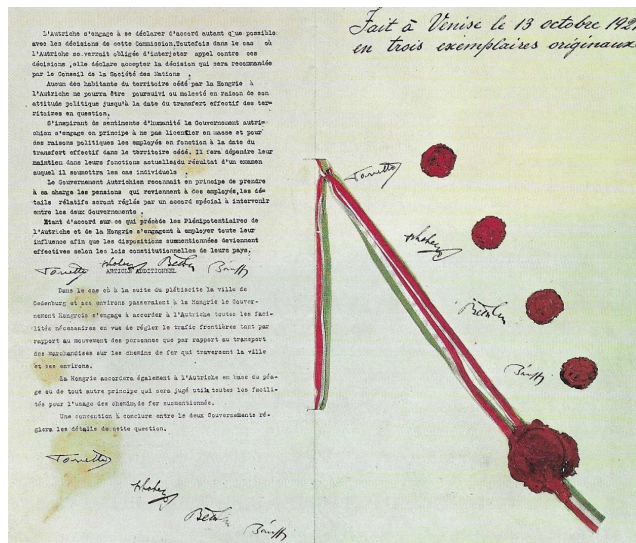 L'Autriche s'engage à se déclarer d'accord autant que possible
avec les décisions de cette Commission.Toutefois dans le cas où
l'Autriche se verrait obligée d'interjeter appel contre ces
décisions ,elle déclare accepter la décision qui sera recommandée
par le Conseil de la Société des Nations .
Aucun des habitants du territoire cédé par la Hongrie à
l'Autriche ne pourra être poursuivi ou molesté en raison de son
attitude politique jusqu'à la date du transfert effectif des ter-
ritoires en question.
S'inspirant de sentiments d'humanité le Gouvernement autri-
chien s'engage en principe à ne pas licencier en masse et pour
des raisons politiques les employés en fonction à la date du
transfert effectif dans le territoire cédé. Il fera dépendre leur
maintien dans leurs fonctions actuelles du résultat d'un examen
auquel il soumettra les cas individuels .
Le Gouvernement Autrichien reconnait en principe de prendre
à sa charge les pensions qui reviennent à des employés,les dé-
tails relatifs seront réglés par un accord spécial à intervenir
entre les deux Gouvernements .
Etant d'accord sur ce qui précède les Plénipotentiaires de
l'Autriche et de la Hongrie s'engagent à employer toute leur
influence afin que les dispositions susmentionnées deviennent
effectives selon les lois constitutionnelles de leurs pays.
ARTICLE ADDITIONNEL
Dans le cas où à la suite du plébiscite la ville de
Oedenburg et ses environs passeraient à la Hongrie le Gouver-
nement Hongrois s'engage à accorder à l'Autriche toutes les faci-
lités nécessaires en vue de régler le trafic frontières tant par
rapport au mouvement des personnes que par rapport au transport
des marchandises sur les chemins de fer qui traversent la ville
et ses environs.
La Hongrie accordera également à l'Autriche en base du péa-
ge ou de tout autre principe qui sera jugé utile toutes les facili-
tés pour l'usage des chemins de fer susmentionnée.
Une convention à conclure entre le deux Gouvernements ré-
glera les détails de cette question.
Fait à Venise le 13 octobre 192
en trois exemplaires originaux